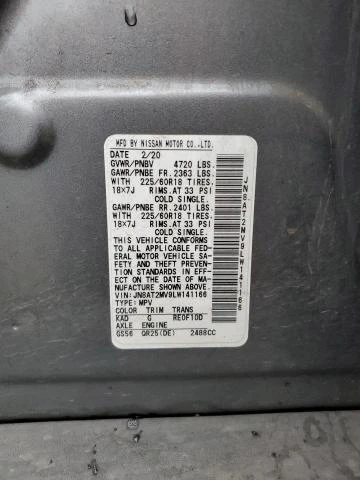 MFD BY NISSAN MOTOR CO.,LTD.
DATE 2/20
GVWR/PNBV 4720 LBS.
GAWR/PNBE FR. 2363 LBS.
WITH 225/60R18 TIRES,
18X7J RIMS.AT 33 PSI
COLD SINGLE.
GAWR/PNBE RR. 2401 LBS.
WITH 225/60R18 TIRES,
18X7J RIMS.AT 33 PSI
COLD SINGLE.
THIS VEHICLE CONFORMS
TO ALL APPLICABLE FED-
ERAL MOTOR VEHICLE SA-
FETY AND THEFT PREVEN-
TION STANDARDS IN EFF-
ECT ON THE DATE OF MA-
NUFACTURE SHOWN ABOVE.
VIN: JN8AT2MV9LW141166
TYPE: MPV
COLOR TRIM TRANS
KAD G RE0F10D
AXLE ENGINE
GS56 QR25(DE) 2488CC
JN8AT2MV9LW141166